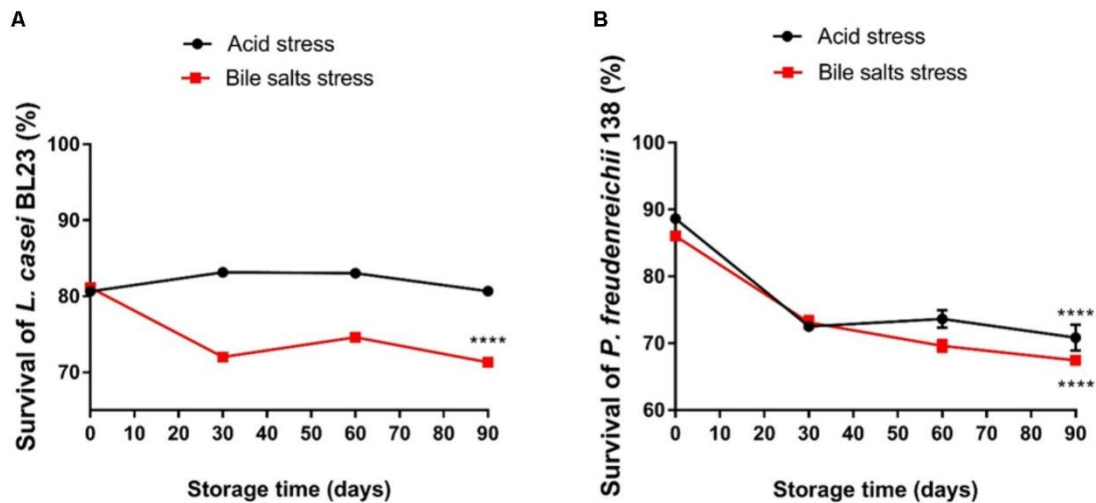 A
Acid stress
Bile salts stress
Survival of L. casei BL23 (%)
100
90
80
70
****
0 10 20 30 40 50 60 70 80 90
Storage time (days)
B
Acid stress
Bile salts stress
Survival of P. freudenreichii 138 (%)
100
90
80
70
60
****
****
0 10 20 30 40 50 60 70 80 90
Storage time (days)